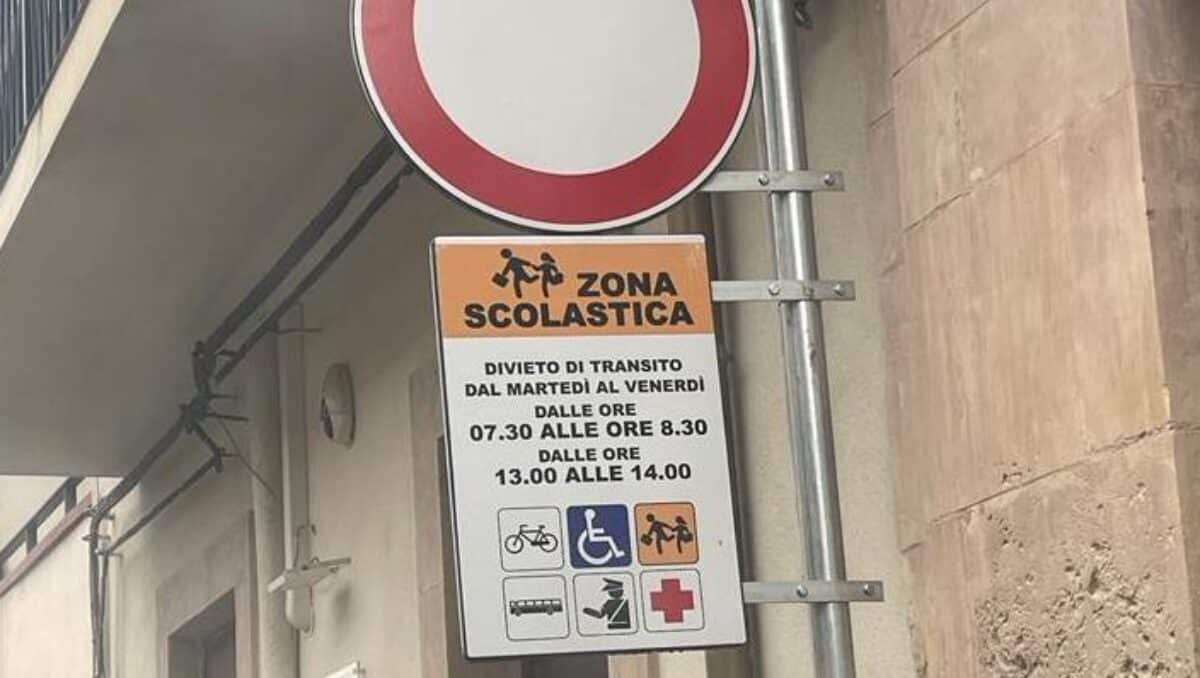 ZONA
SCOLASTICA
DIVIETO DI TRANSITO
DAL MARTEDÌ AL VENERDÌ
DALLE ORE
07.30 ALLE ORE 8.30
DALLE ORE
13.00 ALLE 14.00